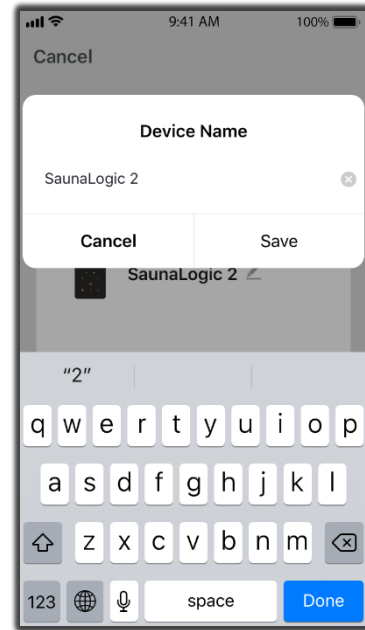 9:41 AM 100%
Cancel
Device Name
SaunaLogic 2
Cancel Save
SaunaLogic 2
“2”
q w e r t y u i o p
a s d f g h j k l
z x c v b n m
123 space Done